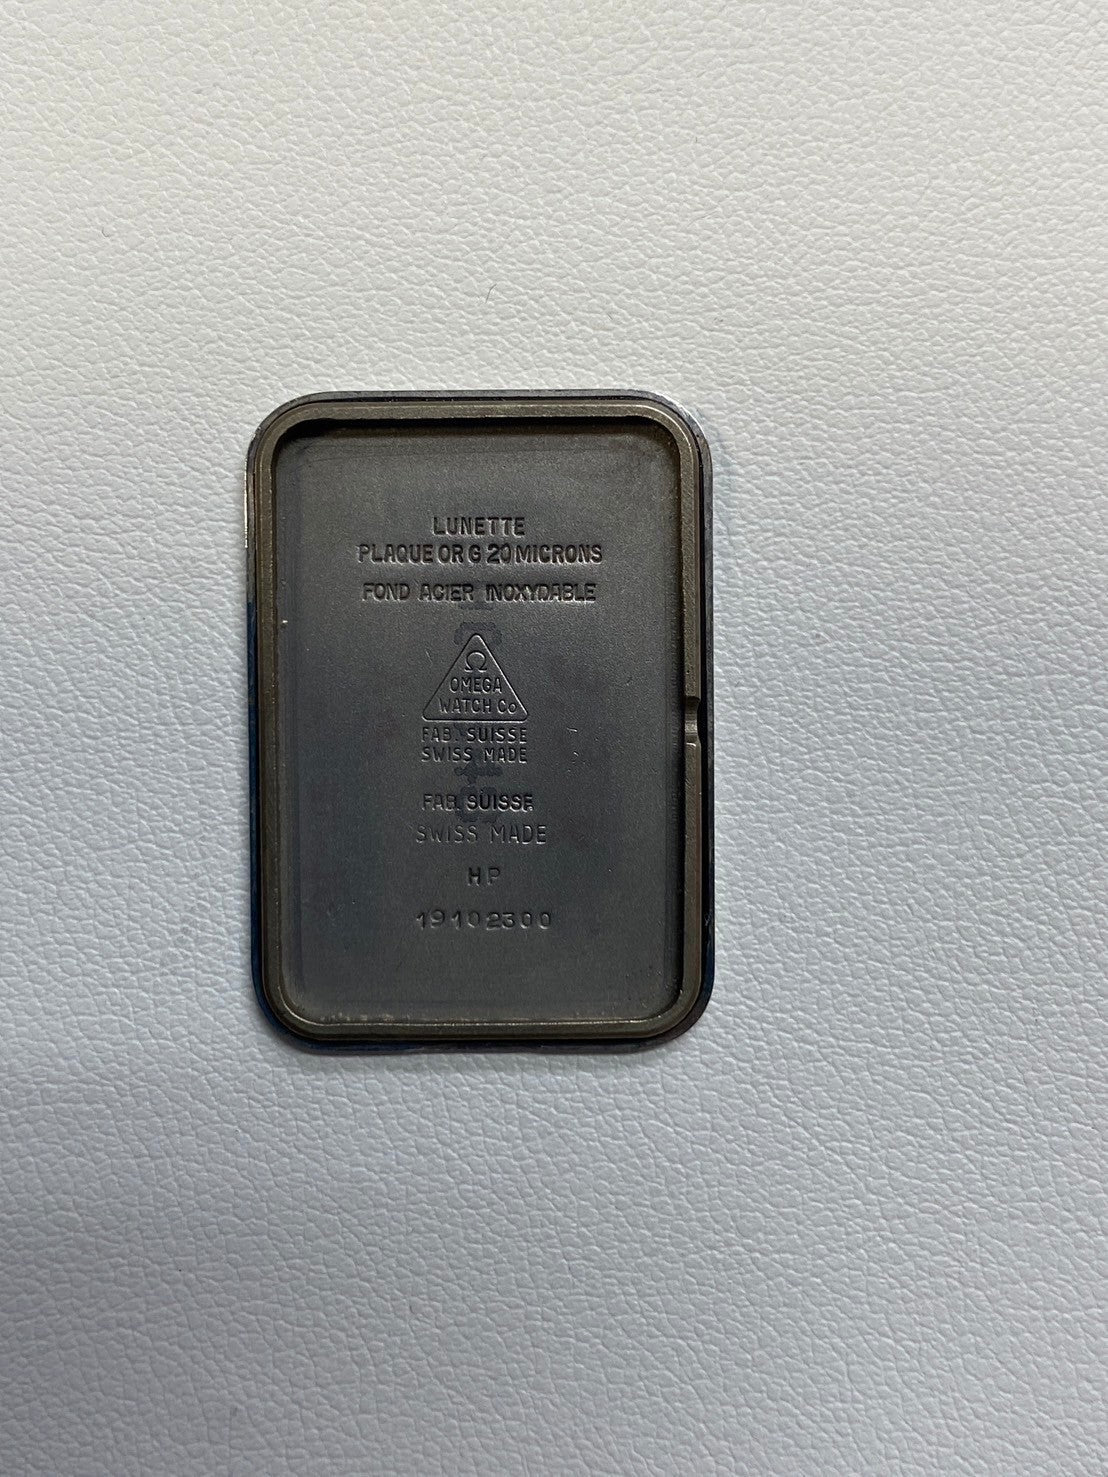 LUNETTE
PLAQUE OR G 20 MICRONS
FOND ACIER INOXYDABLE
Ω
OMEGA
WATCH Co
FAB. SUISSE
SWISS MADE
FAB. SUISSE
SWISS MADE
HP
19102300